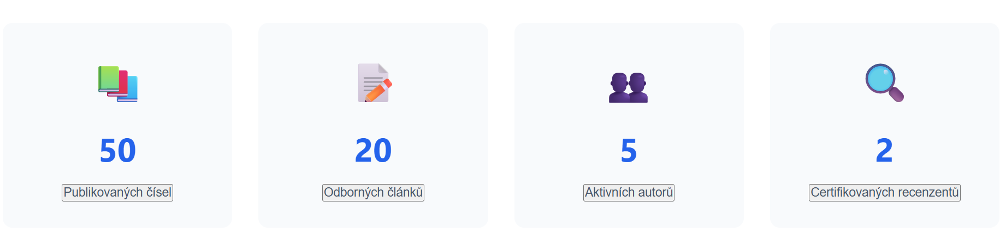 50
Publikovaných čísel
20
Odborných článků
5
Aktivních autorů
2
Certifikovaných recenzentů